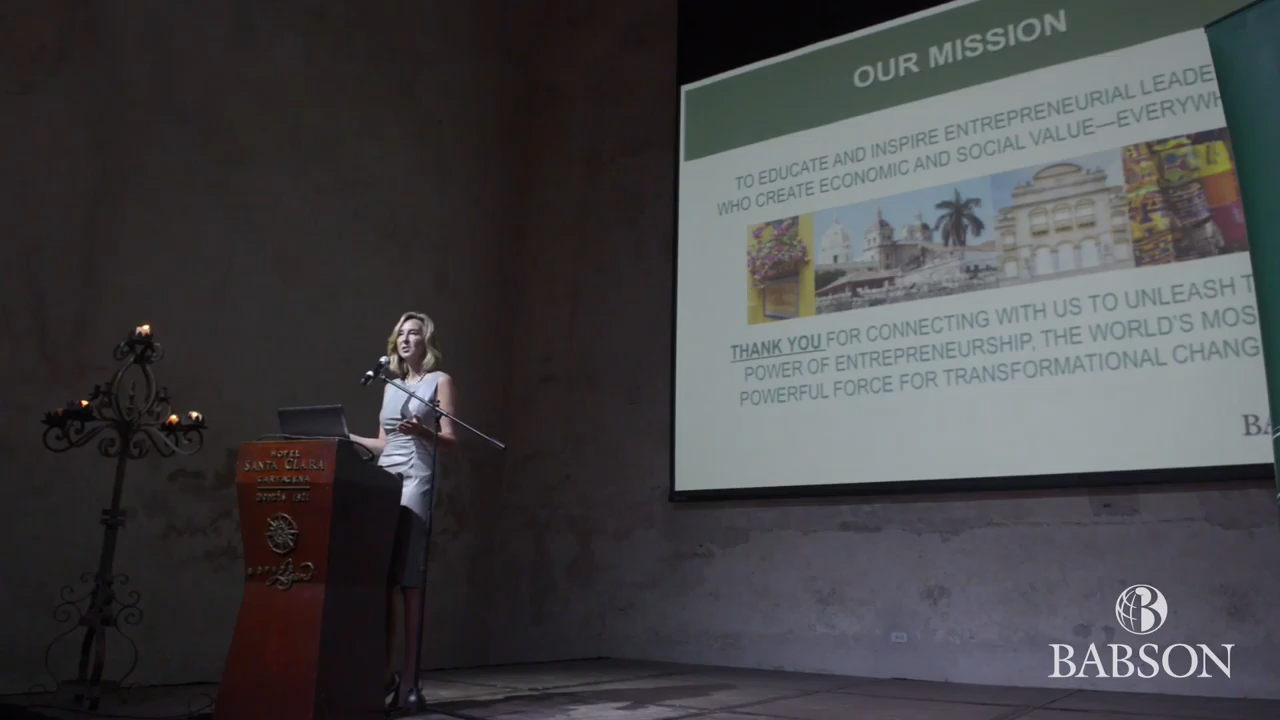 OUR MISSION
TO EDUCATE AND INSPIRE ENTREPRENEURIAL LEADE
WHO CREATE ECONOMIC AND SOCIAL VALUE—EVERYWH
THANK YOU FOR CONNECTING WITH US TO UNLEASH T
POWER OF ENTREPRENEURSHIP, THE WORLD'S MOS
POWERFUL FORCE FOR TRANSFORMATIONAL CHANG
BA
HOTEL
SANTA CLARA
CARTAGENA
BABSON